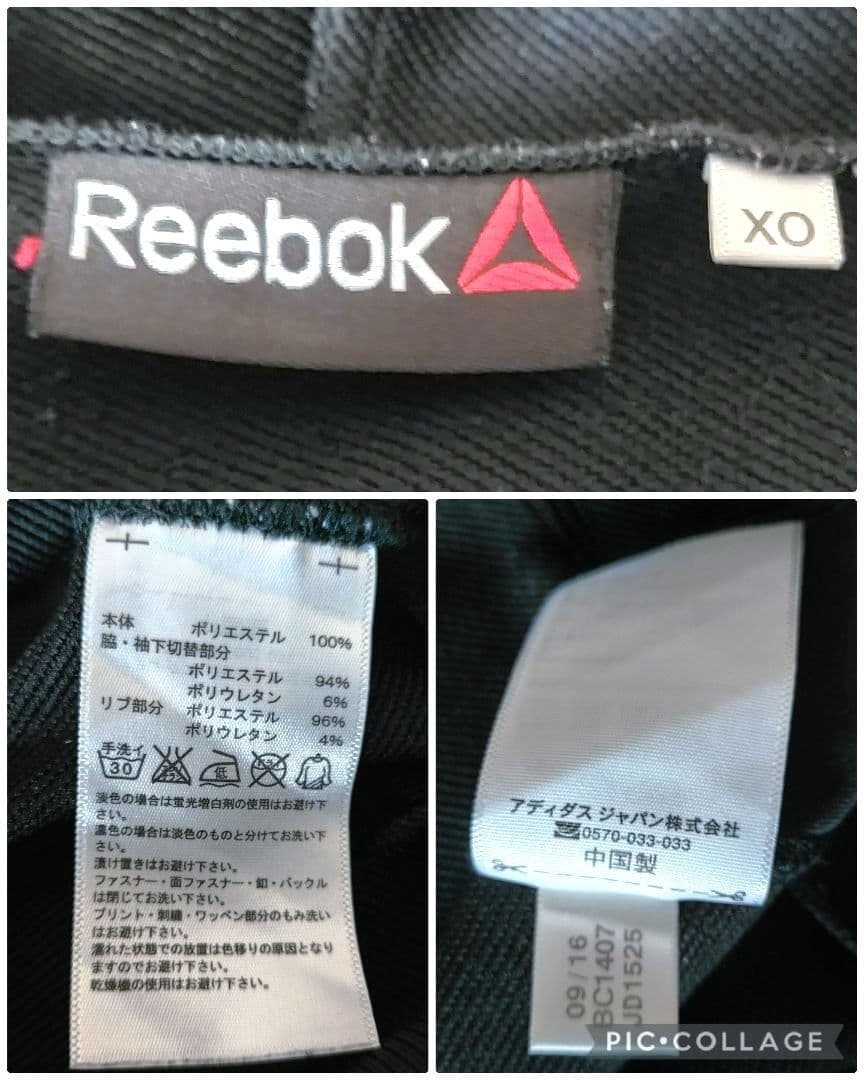 Reebok
XO
本体 ポリエステル 100%
脇・袖下切替部分
ポリエステル 94%
ポリウレタン 6%
リブ部分 ポリエステル 96%
ポリウレタン 4%
手洗イ
30
低
淡色の場合は蛍光増白剤の使用はお避け下
さい。
濃色の場合は淡色のものと分けてお洗い下
さい。
漬け置きはお避け下さい。
ファスナー・面ファスナー・釦・バックル
は閉じてお洗い下さい。
プリント・刺繍・ワッペン部分のもみ洗い
はお避け下さい。
濡れた状態での放置は色移りの原因となり
ますのでお避け下さい。
乾燥機の使用はお避け下さい。
アディダス ジャパン株式会社
0570-033-033
中国製
09/16
BC1407
JD1525
PIC•COLLAGE